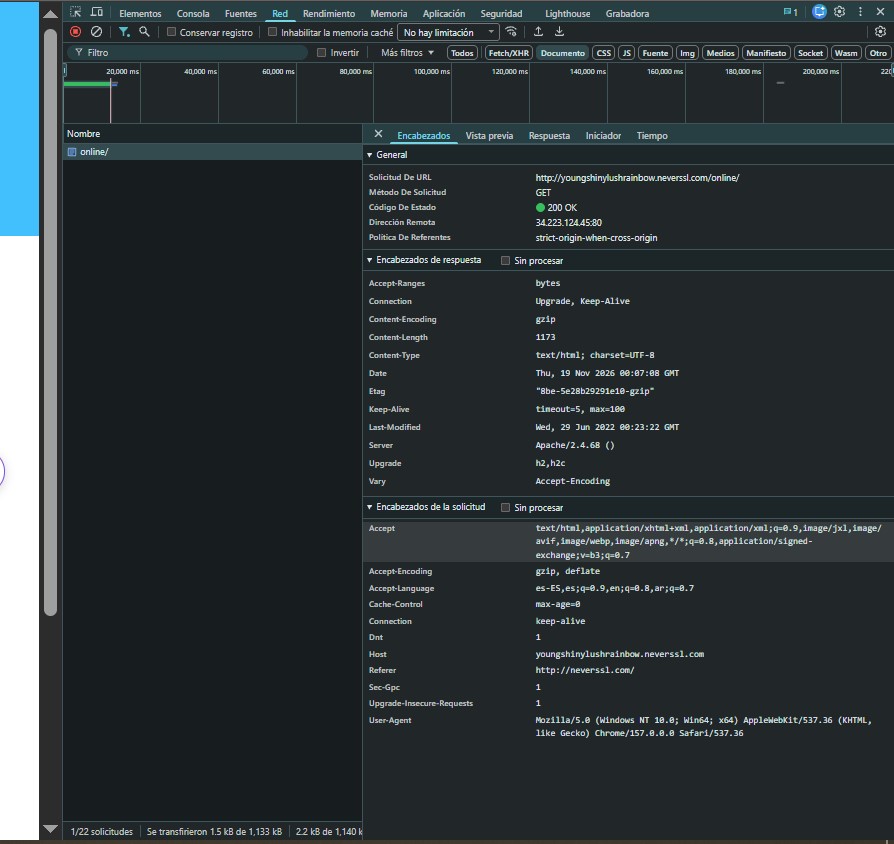 Elementos Consola Fuentes Red Rendimiento Memoria Aplicación Seguridad Lighthouse Grabadora 1
Conservar registro Inhabilitar la memoria caché No hay limitación
Filtro Invertir Más filtros Todos Fetch/XHR Documento CSS JS Fuente Img Medios Manifiesto Socket Wasm Otro
20,000 ms 40,000 ms 60,000 ms 80,000 ms 100,000 ms 120,000 ms 140,000 ms 160,000 ms 180,000 ms 200,000 ms 220
Nombre
online/
Encabezados Vista previa Respuesta Iniciador Tiempo
General
Solicitud De URL http://youngshinylushrainbow.neverssl.com/online/
Método De Solicitud GET
Código De Estado 200 OK
Dirección Remota 34.223.124.45:80
Política De Referentes strict-origin-when-cross-origin
Encabezados de respuesta Sin procesar
Accept-Ranges bytes
Connection Upgrade, Keep-Alive
Content-Encoding gzip
Content-Length 1173
Content-Type text/html; charset=UTF-8
Date Thu, 19 Nov 2026 00:07:08 GMT
Etag "8be-5e28b29291e10-gzip"
Keep-Alive timeout=5, max=100
Last-Modified Wed, 29 Jun 2022 00:23:22 GMT
Server Apache/2.4.68 ()
Upgrade h2,h2c
Vary Accept-Encoding
Encabezados de la solicitud Sin procesar
Accept text/html,application/xhtml+xml,application/xml;q=0.9,image/jxl,image/
avif,image/webp,image/apng,*/*;q=0.8,application/signed-
exchange;v=b3;q=0.7
Accept-Encoding gzip, deflate
Accept-Language es-ES,es;q=0.9,en;q=0.8,ar;q=0.7
Cache-Control max-age=0
Connection keep-alive
Dnt 1
Host youngshinylushrainbow.neverssl.com
Referer http://neverssl.com/
Sec-Gpc 1
Upgrade-Insecure-Requests 1
User-Agent Mozilla/5.0 (Windows NT 10.0; Win64; x64) AppleWebKit/537.36 (KHTML,
like Gecko) Chrome/157.0.0.0 Safari/537.36
1/22 solicitudes Se transfirieron 1.5 kB de 1,133 kB 2.2 kB de 1,140 k